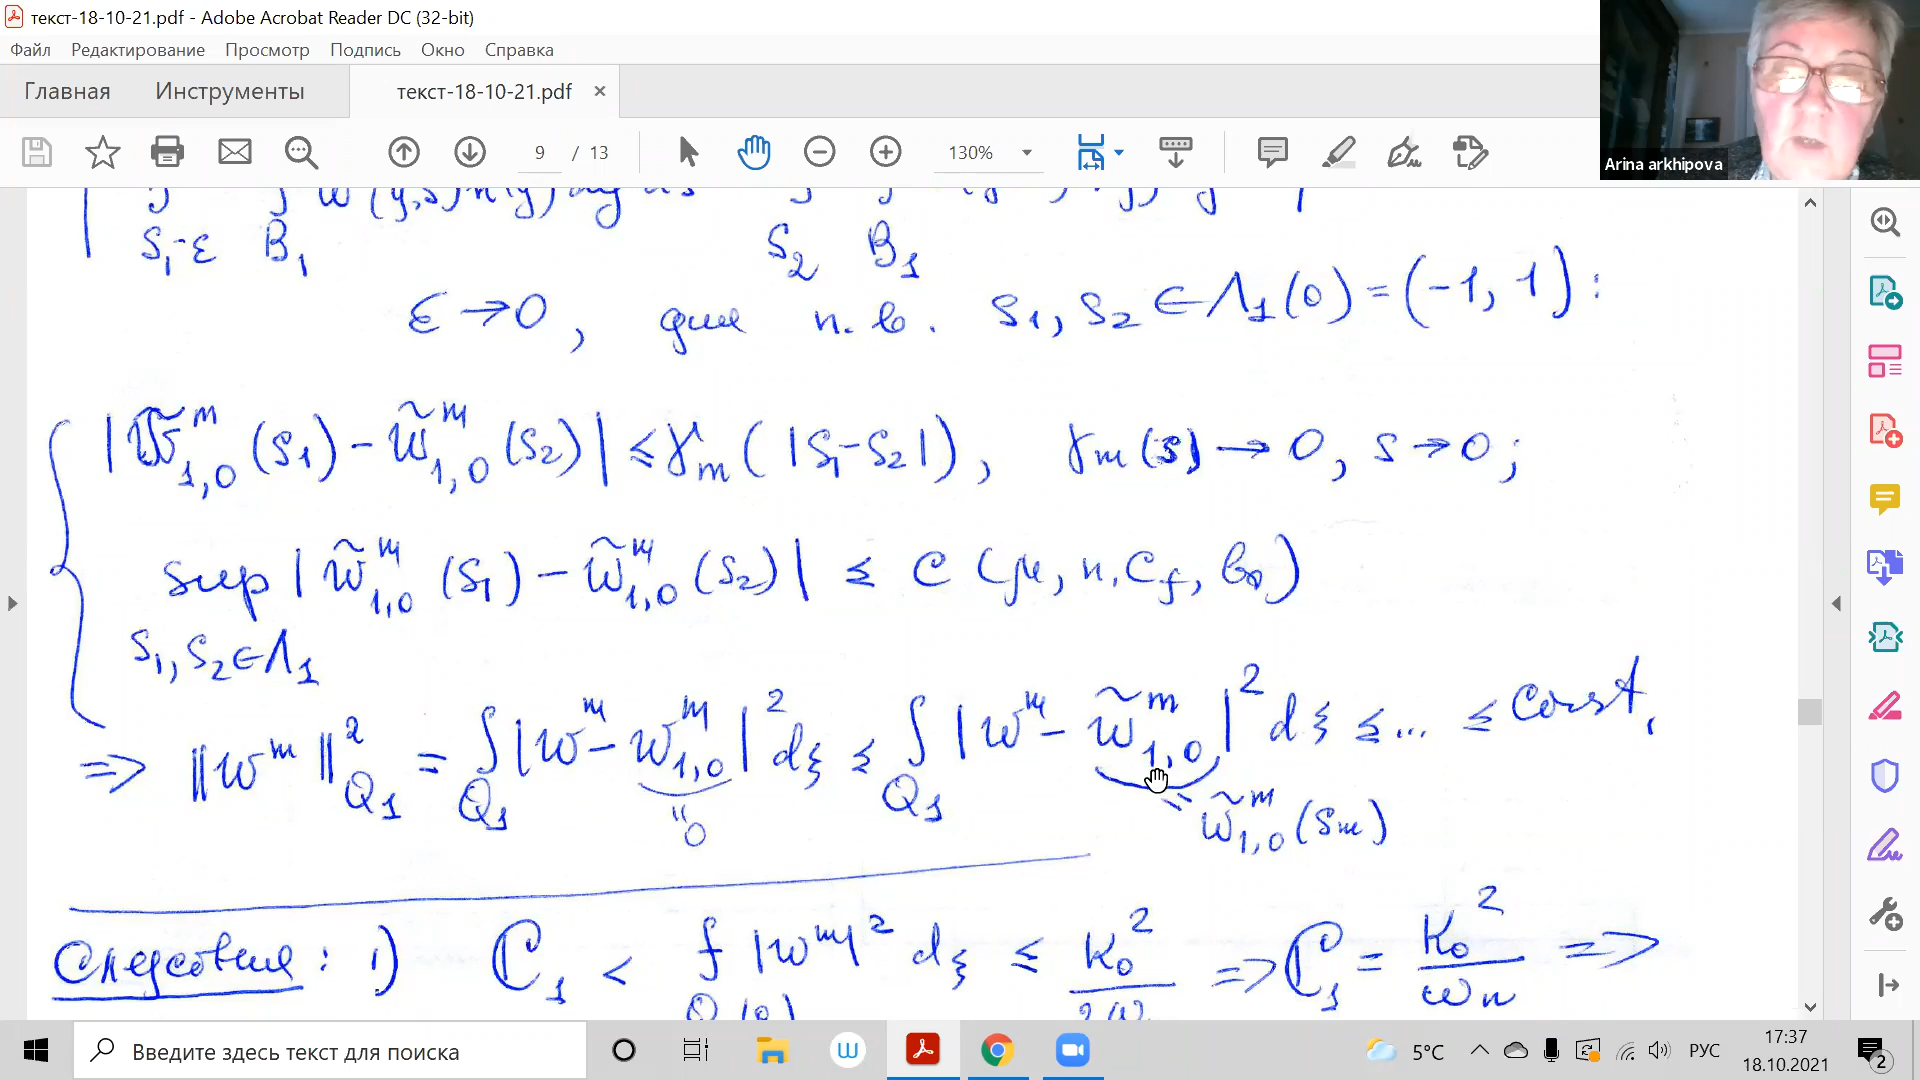 текст-18-10-21.pdf - Adobe Acrobat Reader DC (32-bit)
Файл Редактирование Просмотр Подпись Окно Справка
Главная Инструменты текст-18-10-21.pdf ×
9 / 13 130%
Arina arkhipova
S₁-ε B₁ S₂ B₁
ε → 0, для п.в. S₁, S₂ ∈ Λ₁(0) = (-1, 1) :
|w̃ᵐ₁,₀(S₁) - w̃ᵐ₁,₀(S₂)| ≤ γₘ(|S₁-S₂|), γₘ(s) → 0, s → 0;
sup |w̃ᵐ₁,₀(S₁) - w̃ᵐ₁,₀(S₂)| ≤ C(μ, n, C_f, b₀)
S₁, S₂ ∈ Λ₁
⇒ ‖wᵐ‖²_Q₁ = ∫_Q₁ |wᵐ - wᵐ₁,₀|² dξ ≤ ∫_Q₁ |wᵐ - w̃ᵐ₁,₀|² dξ ≤ ... ≤ Const.
"0 = w̃ᵐ₁,₀(Sₘ)
Следствия: 1) C₁ < ⨍ |wᵐ|² dξ ≤ K₀² ⇒ C₁ = K₀²/ωₙ ⇒
Введите здесь текст для поиска
5°C РУС 17:37
18.10.2021
2